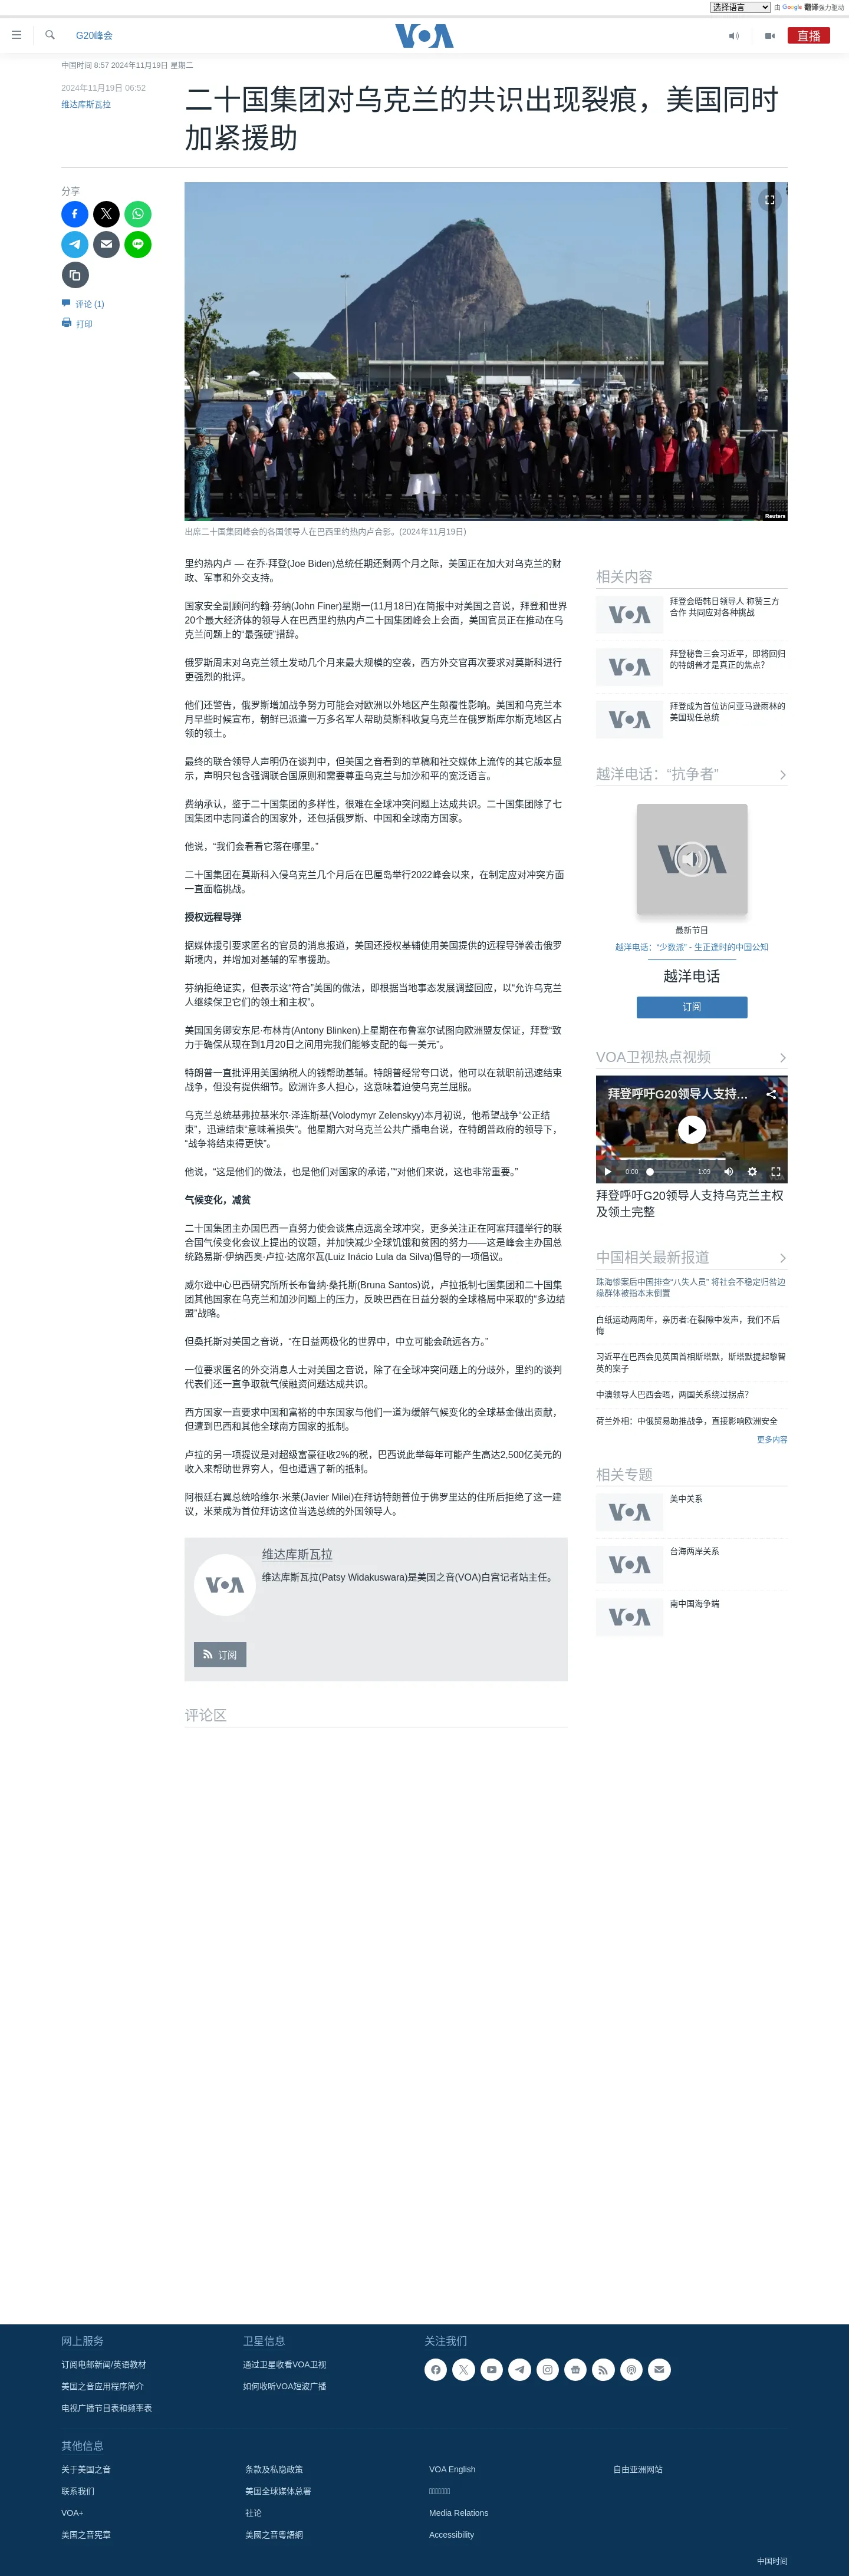 选择语言 由 Google 翻译强力驱动
G20峰会
VOA
直播
中国时间 8:57 2024年11月19日 星期二
2024年11月19日 06:52
维达库斯瓦拉
二十国集团对乌克兰的共识出现裂痕，美国同时
加紧援助
分享
评论 (1)
打印
Reuters
出席二十国集团峰会的各国领导人在巴西里约热内卢合影。(2024年11月19日)
里约热内卢 — 在乔·拜登(Joe Biden)总统任期还剩两个月之际，美国正在加大对乌克兰的财
政、军事和外交支持。
国家安全副顾问约翰·芬纳(John Finer)星期一(11月18日)在简报中对美国之音说，拜登和世界
20个最大经济体的领导人在巴西里约热内卢二十国集团峰会上会面，美国官员正在推动在乌
克兰问题上的“最强硬”措辞。
俄罗斯周末对乌克兰领土发动几个月来最大规模的空袭，西方外交官再次要求对莫斯科进行
更强烈的批评。
他们还警告，俄罗斯增加战争努力可能会对欧洲以外地区产生颠覆性影响。美国和乌克兰本
月早些时候宣布，朝鲜已派遣一万多名军人帮助莫斯科收复乌克兰在俄罗斯库尔斯克地区占
领的领土。
最终的联合领导人声明仍在谈判中，但美国之音看到的草稿和社交媒体上流传的其它版本显
示，声明只包含强调联合国原则和需要尊重乌克兰与加沙和平的宽泛语言。
费纳承认，鉴于二十国集团的多样性，很难在全球冲突问题上达成共识。二十国集团除了七
国集团中志同道合的国家外，还包括俄罗斯、中国和全球南方国家。
他说，“我们会看看它落在哪里。”
二十国集团在莫斯科入侵乌克兰几个月后在巴厘岛举行2022峰会以来，在制定应对冲突方面
一直面临挑战。
授权远程导弹
据媒体援引要求匿名的官员的消息报道，美国还授权基辅使用美国提供的远程导弹袭击俄罗
斯境内，并增加对基辅的军事援助。
芬纳拒绝证实，但表示这“符合”美国的做法，即根据当地事态发展调整回应，以“允许乌克兰
人继续保卫它们的领土和主权”。
美国国务卿安东尼·布林肯(Antony Blinken)上星期在布鲁塞尔试图向欧洲盟友保证，拜登“致
力于确保从现在到1月20日之间用完我们能够支配的每一美元”。
特朗普一直批评用美国纳税人的钱帮助基辅。特朗普经常夸口说，他可以在就职前迅速结束
战争，但没有提供细节。欧洲许多人担心，这意味着迫使乌克兰屈服。
乌克兰总统基弗拉基米尔·泽连斯基(Volodymyr Zelenskyy)本月初说，他希望战争“公正结
束”，迅速结束“意味着损失”。他星期六对乌克兰公共广播电台说，在特朗普政府的领导下，
“战争将结束得更快”。
他说，“这是他们的做法，也是他们对国家的承诺，”“对他们来说，这也非常重要。”
气候变化，减贫
二十国集团主办国巴西一直努力使会谈焦点远离全球冲突，更多关注正在阿塞拜疆举行的联
合国气候变化会议上提出的议题，并加快减少全球饥饿和贫困的努力——这是峰会主办国总
统路易斯·伊纳西奥·卢拉·达席尔瓦(Luiz Inácio Lula da Silva)倡导的一项倡议。
威尔逊中心巴西研究所所长布鲁纳·桑托斯(Bruna Santos)说，卢拉抵制七国集团和二十国集
团其他国家在乌克兰和加沙问题上的压力，反映巴西在日益分裂的全球格局中采取的“多边结
盟”战略。
但桑托斯对美国之音说，“在日益两极化的世界中，中立可能会疏远各方。”
一位要求匿名的外交消息人士对美国之音说，除了在全球冲突问题上的分歧外，里约的谈判
代表们还一直争取就气候融资问题达成共识。
西方国家一直要求中国和富裕的中东国家与他们一道为缓解气候变化的全球基金做出贡献，
但遭到巴西和其他全球南方国家的抵制。
卢拉的另一项提议是对超级富豪征收2%的税，巴西说此举每年可能产生高达2,500亿美元的
收入来帮助世界穷人，但也遭遇了新的抵制。
阿根廷右翼总统哈维尔·米莱(Javier Milei)在拜访特朗普位于佛罗里达的住所后拒绝了这一建
议，米莱成为首位拜访这位当选总统的外国领导人。
VOA
维达库斯瓦拉
维达库斯瓦拉(Patsy Widakuswara)是美国之音(VOA)白宫记者站主任。
订阅
评论区
相关内容
VOA
拜登会晤韩日领导人 称赞三方
合作 共同应对各种挑战
VOA
拜登秘鲁三会习近平，即将回归
的特朗普才是真正的焦点？
VOA
拜登成为首位访问亚马逊雨林的
美国现任总统
越洋电话：“抗争者”
VOA
最新节目
越洋电话：“少数派” - 生正逢时的中国公知
越洋电话
订阅
VOA卫视热点视频
拜登呼吁G20领导人支持...
0:00 1:09
拜登呼吁G20领导人支持乌克兰主权
及领土完整
中国相关最新报道
珠海惨案后中国排查“八失人员” 将社会不稳定归咎边
缘群体被指本末倒置
白纸运动两周年，亲历者:在裂隙中发声，我们不后
悔
习近平在巴西会见英国首相斯塔默，斯塔默提起黎智
英的案子
中澳领导人巴西会晤，两国关系绕过拐点？
荷兰外相：中俄贸易助推战争，直接影响欧洲安全
更多内容
相关专题
VOA
美中关系
VOA
台海两岸关系
VOA
南中国海争端
网上服务
订阅电邮新闻/英语教材
美国之音应用程序简介
电视广播节目表和频率表
卫星信息
通过卫星收看VOA卫视
如何收听VOA短波广播
关注我们
其他信息
关于美国之音
联系我们
VOA+
美国之音宪章
条款及私隐政策
美国全球媒体总署
社论
美國之音粵語網
VOA English
Media Relations
Accessibility
自由亚洲网站
中国时间